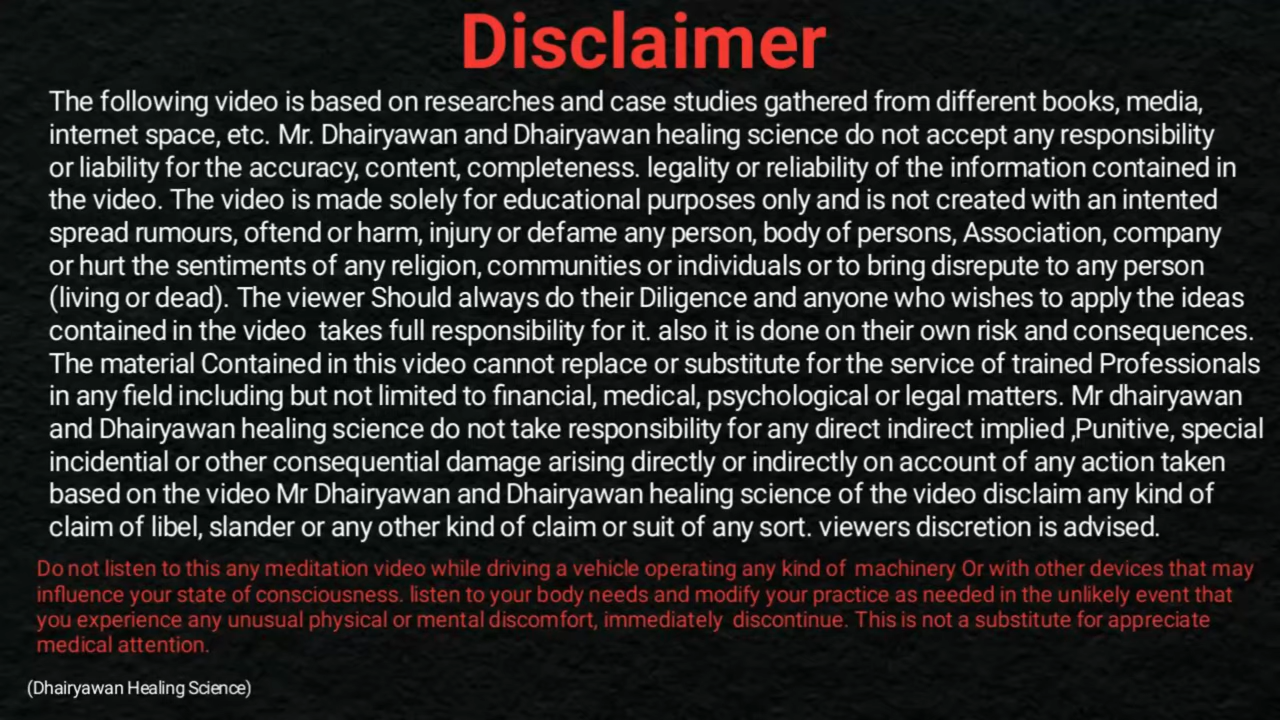 Disclaimer
The following video is based on researches and case studies gathered from different books, media,
internet space, etc. Mr. Dhairyawan and Dhairyawan healing science do not accept any responsibility
or liability for the accuracy, content, completeness. legality or reliability of the information contained in
the video. The video is made solely for educational purposes only and is not created with an intented
spread rumours, oftend or harm, injury or defame any person, body of persons, Association, company
or hurt the sentiments of any religion, communities or individuals or to bring disrepute to any person
(living or dead). The viewer Should always do their Diligence and anyone who wishes to apply the ideas
contained in the video  takes full responsibility for it. also it is done on their own risk and consequences.
The material Contained in this video cannot replace or substitute for the service of trained Professionals
in any field including but not limited to financial, medical, psychological or legal matters. Mr dhairyawan
and Dhairyawan healing science do not take responsibility for any direct indirect implied ,Punitive, special
incidential or other consequential damage arising directly or indirectly on account of any action taken
based on the video Mr Dhairyawan and Dhairyawan healing science of the video disclaim any kind of
claim of libel, slander or any other kind of claim or suit of any sort. viewers discretion is advised.
Do not listen to this any meditation video while driving a vehicle operating any kind of  machinery Or with other devices that may
influence your state of consciousness. listen to your body needs and modify your practice as needed in the unlikely event that
you experience any unusual physical or mental discomfort, immediately  discontinue. This is not a substitute for appreciate
medical attention.
(Dhairyawan Healing Science)